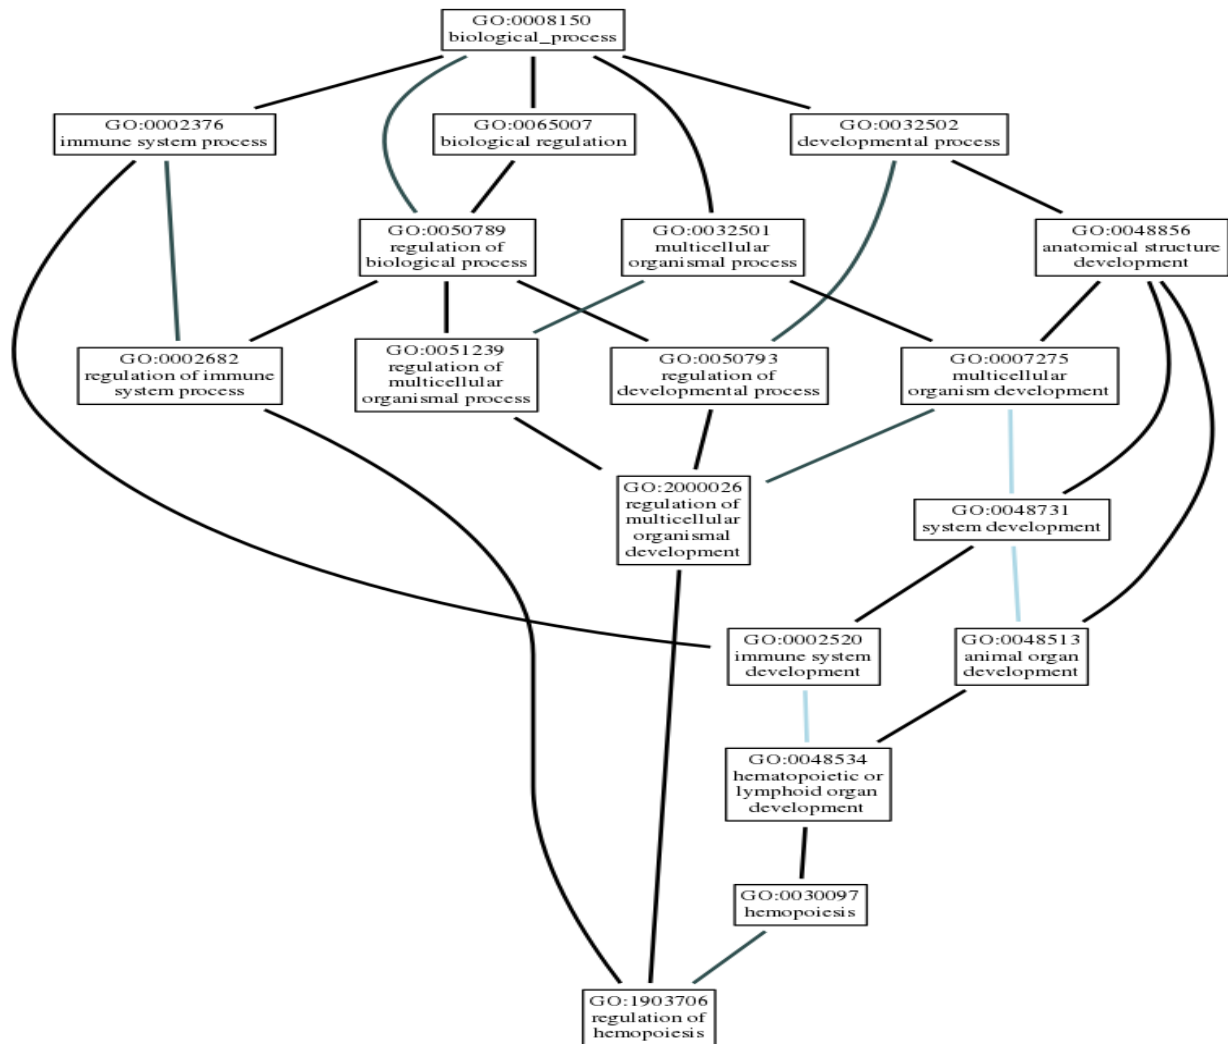 GO:0008150
biological_process
GO:0002376
immune system process
GO:0065007
biological regulation
GO:0032502
developmental process
GO:0050789
regulation of
biological process
GO:0032501
multicellular
organismal process
GO:0048856
anatomical structure
development
GO:0002682
regulation of immune
system process
GO:0051239
regulation of
multicellular
organismal process
GO:0050793
regulation of
developmental process
GO:0007275
multicellular
organism development
GO:2000026
regulation of
multicellular
organismal
development
GO:0048731
system development
GO:0002520
immune system
development
GO:0048513
animal organ
development
GO:0048534
hematopoietic or
lymphoid organ
development
GO:0030097
hemopoiesis
GO:1903706
regulation of
hemopoiesis